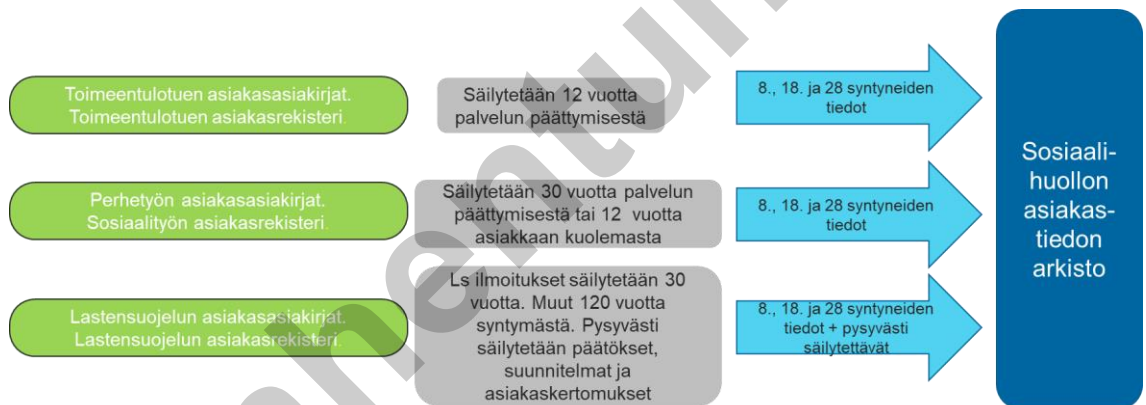 Toimeentulotuen asiakasasiakirjat.
Toimeentulotuen asiakasrekisteri.
Säilytetään 12 vuotta
palvelun päättymisestä
8., 18. ja 28 syntyneiden
tiedot
Perhetyön asiakasasiakirjat.
Sosiaalityön asiakasrekisteri.
Säilytetään 30 vuotta palvelun
päättymisestä tai 12 vuotta
asiakkaan kuolemasta
8., 18. ja 28 syntyneiden
tiedot
Lastensuojelun asiakasasiakirjat.
Lastensuojelun asiakasrekisteri.
Ls ilmoitukset säilytetään 30
vuotta. Muut 120 vuotta
syntymästä. Pysyvästi
säilytetään päätökset,
suunnitelmat ja
asiakaskertomukset
8., 18. ja 28 syntyneiden
tiedot + pysyvästi
säilytettävät
Sosiaali-
huollon
asiakas-
tiedon
arkisto